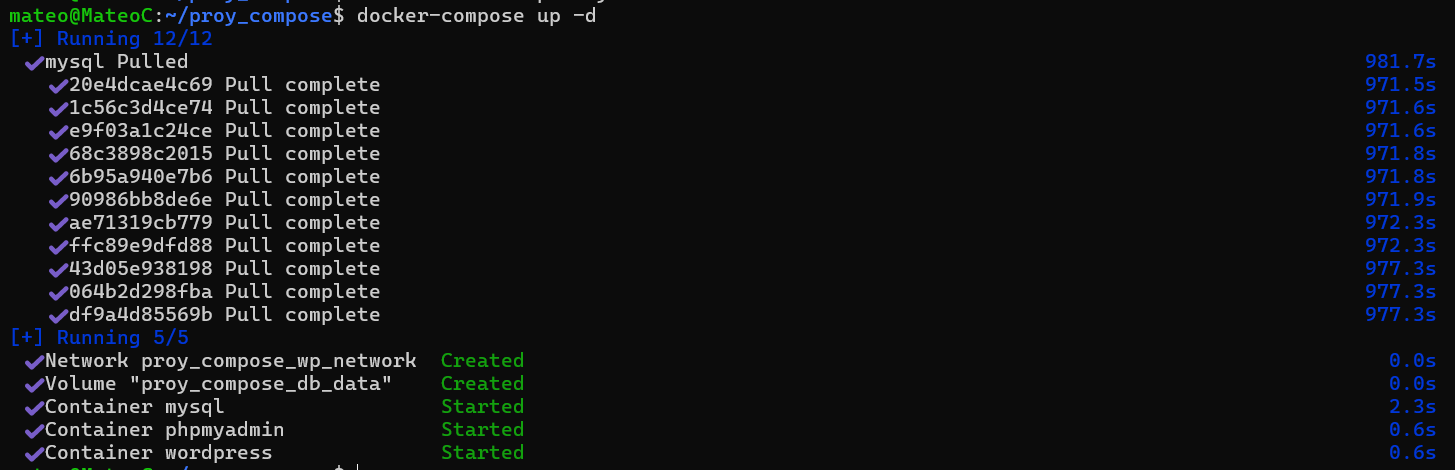 mateo@MateoC:~/proy_compose$ docker-compose up -d
[+] Running 12/12
✔mysql Pulled 981.7s
✔20e4dcae4c69 Pull complete 971.5s
✔1c56c3d4ce74 Pull complete 971.6s
✔e9f03a1c24ce Pull complete 971.6s
✔68c3898c2015 Pull complete 971.8s
✔6b95a940e7b6 Pull complete 971.8s
✔90986bb8de6e Pull complete 971.9s
✔ae71319cb779 Pull complete 972.3s
✔ffc89e9dfd88 Pull complete 972.3s
✔43d05e938198 Pull complete 977.3s
✔064b2d298fba Pull complete 977.3s
✔df9a4d85569b Pull complete 977.3s
[+] Running 5/5
✔Network proy_compose_wp_network Created 0.0s
✔Volume "proy_compose_db_data" Created 0.0s
✔Container mysql Started 2.3s
✔Container phpmyadmin Started 0.6s
✔Container wordpress Started 0.6s
mateo@MateoC:~/proy_compose$